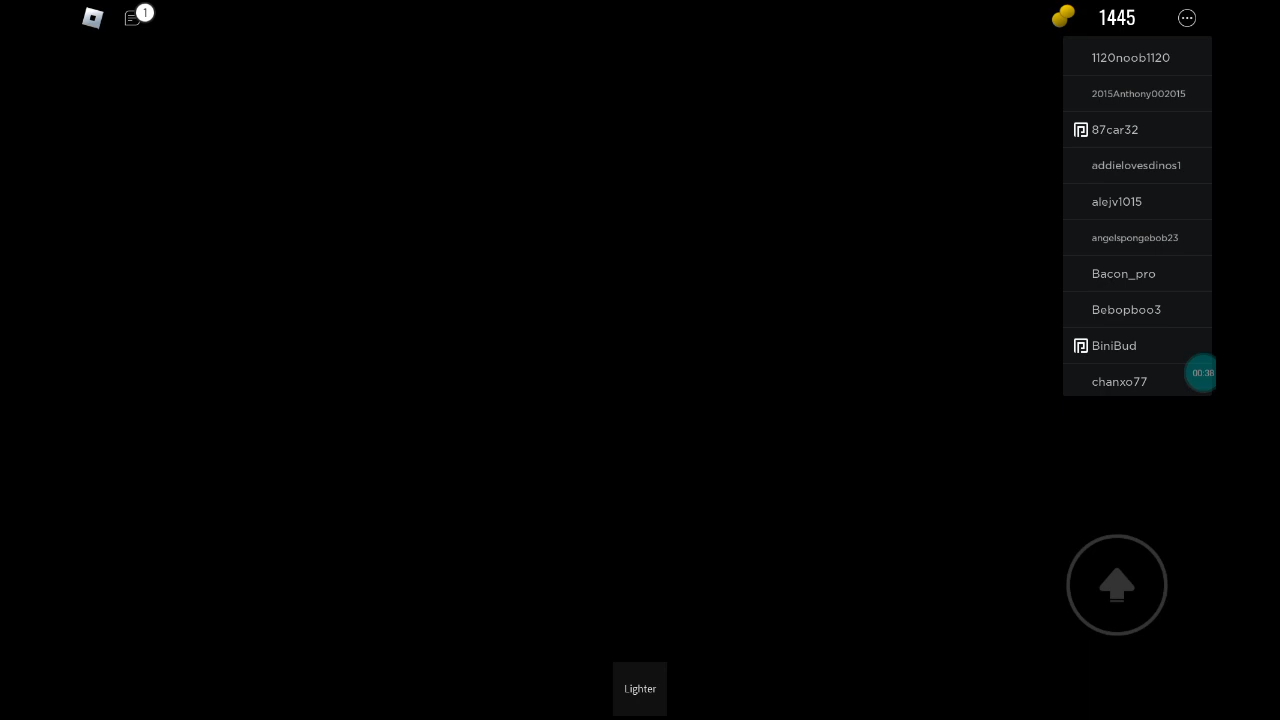 1
1445
1120noob1120
2015Anthony002015
87car32
addielovesdinos1
alejv1015
angelspongebob23
Bacon_pro
Bebopboo3
BiniBud
chanxo77
00:38
Lighter